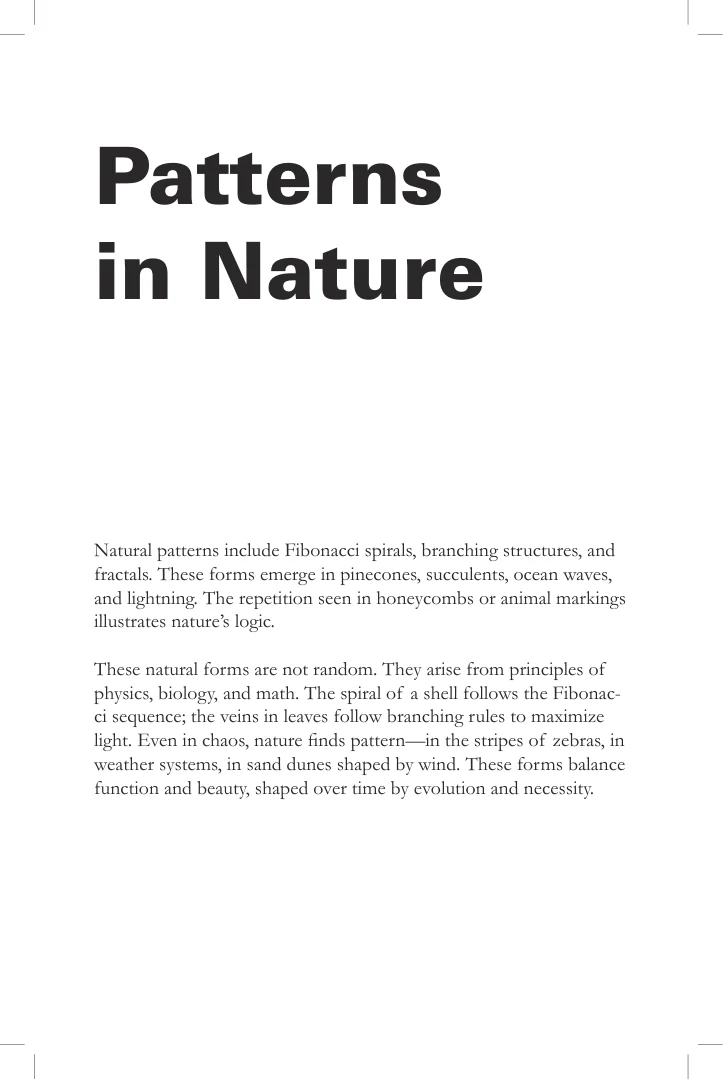 Patterns
in Nature
Natural patterns include Fibonacci spirals, branching structures, and
fractals. These forms emerge in pinecones, succulents, ocean waves,
and lightning. The repetition seen in honeycombs or animal markings
illustrates nature’s logic.
These natural forms are not random. They arise from principles of
physics, biology, and math. The spiral of a shell follows the Fibonac-
ci sequence; the veins in leaves follow branching rules to maximize
light. Even in chaos, nature finds pattern—in the stripes of zebras, in
weather systems, in sand dunes shaped by wind. These forms balance
function and beauty, shaped over time by evolution and necessity.